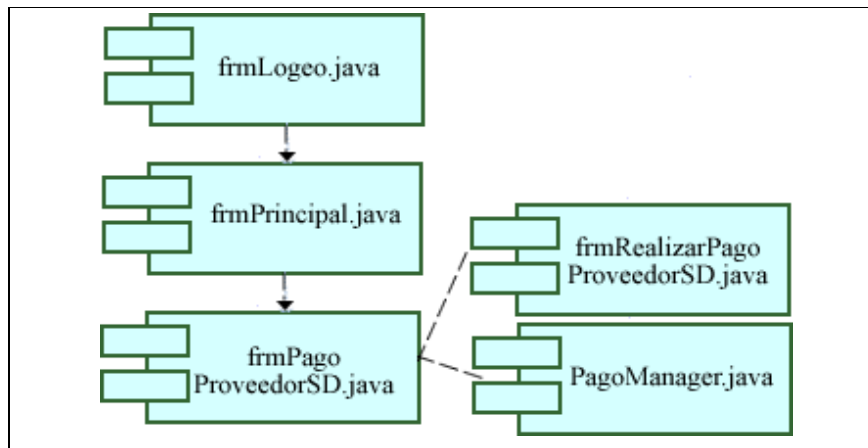 frmLogeo.java
frmPrincipal.java
frmRealizarPago
ProveedorSD.java
frmPago
ProveedorSD.java
PagoManager.java